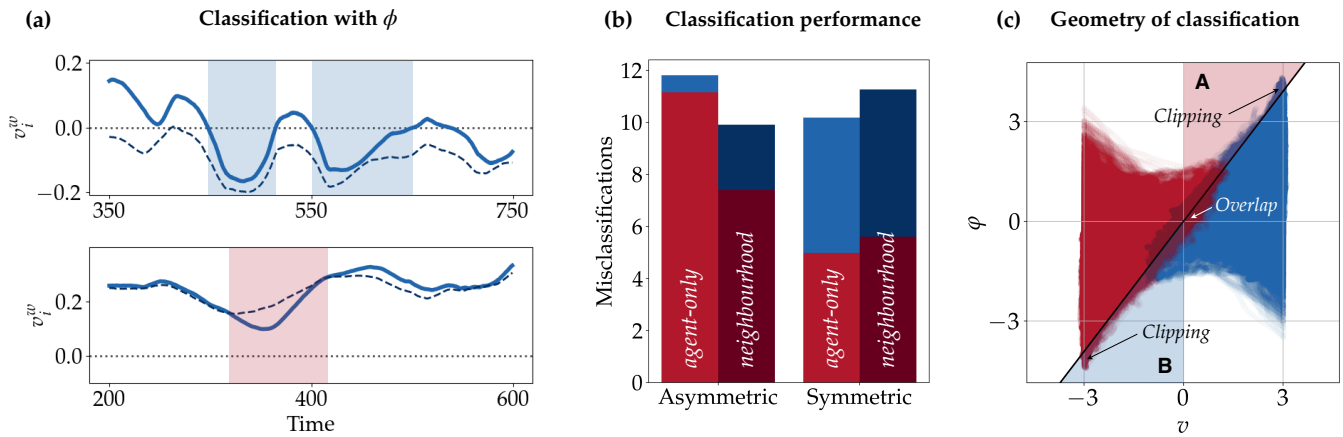 (a)
Classification with ϕ
0.2
0.0
−0.2
v_i^w
350
550
750
0.2
0.0
v_i^w
200
400
600
Time
(b)
Classification performance
12
10
8
6
4
2
0
Misclassifications
agent-only
neighbourhood
agent-only
neighbourhood
Asymmetric
Symmetric
(c)
Geometry of classification
A
Clipping
3
Overlap
0
φ
−3
Clipping
B
−3
0
3
v